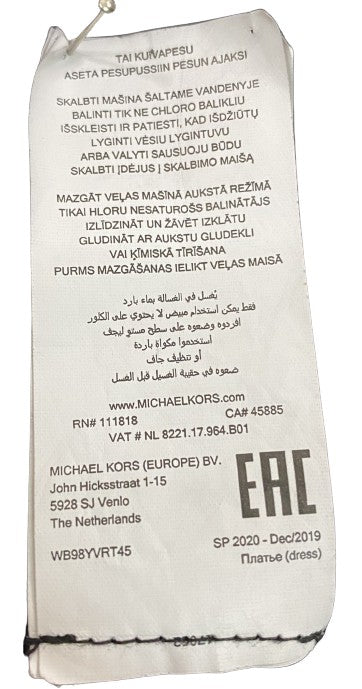 TAI KUIVAPESU
ASETA PESUPUSSIIN PESUN AJAKSI
SKALBTI MAŠINA ŠALTAME VANDENYJE
BALINTI TIK NE CHLORO BALIKLIU
IŠSKLEISTI IR PATIESTI, KAD IŠDŽIŪTŲ
LYGINTI VĖSIU LYGINTUVU
ARBA VALYTI SAUSUOJU BŪDU
SKALBTI ĮDĖJUS Į SKALBIMO MAIŠĄ
MAZGĀT VEĻAS MAŠĪNĀ AUKSTĀ REŽĪMĀ
TIKAI HLORU NESATUROŠS BALINĀTĀJS
IZLĪDZINĀT UN ŽĀVĒT IZKLĀTU
GLUDINĀT AR AUKSTU GLUDEKLI
VAI ĶĪMISKĀ TĪRĪŠANA
PURMS MAZGĀŠANAS IELIKT VEĻAS MAISĀ
يُغسل في الغسالة بماء بارد
فقط يمكن استخدام مبيض لا يحتوي على الكلور
افردوه وضعوه على سطح مستو ليجف
استخدموا مكواة باردة
أو تنظيف جاف
ضعوه في حقيبة الغسيل قبل الغسل
www.MICHAELKORS.com
RN# 111818 CA# 45885
VAT # NL 8221.17.964.B01
MICHAEL KORS (EUROPE) BV.
John Hicksstraat 1-15
5928 SJ Venlo
The Netherlands
EAC
WB98YVRT45
SP 2020 - Dec/2019
Платье (dress)